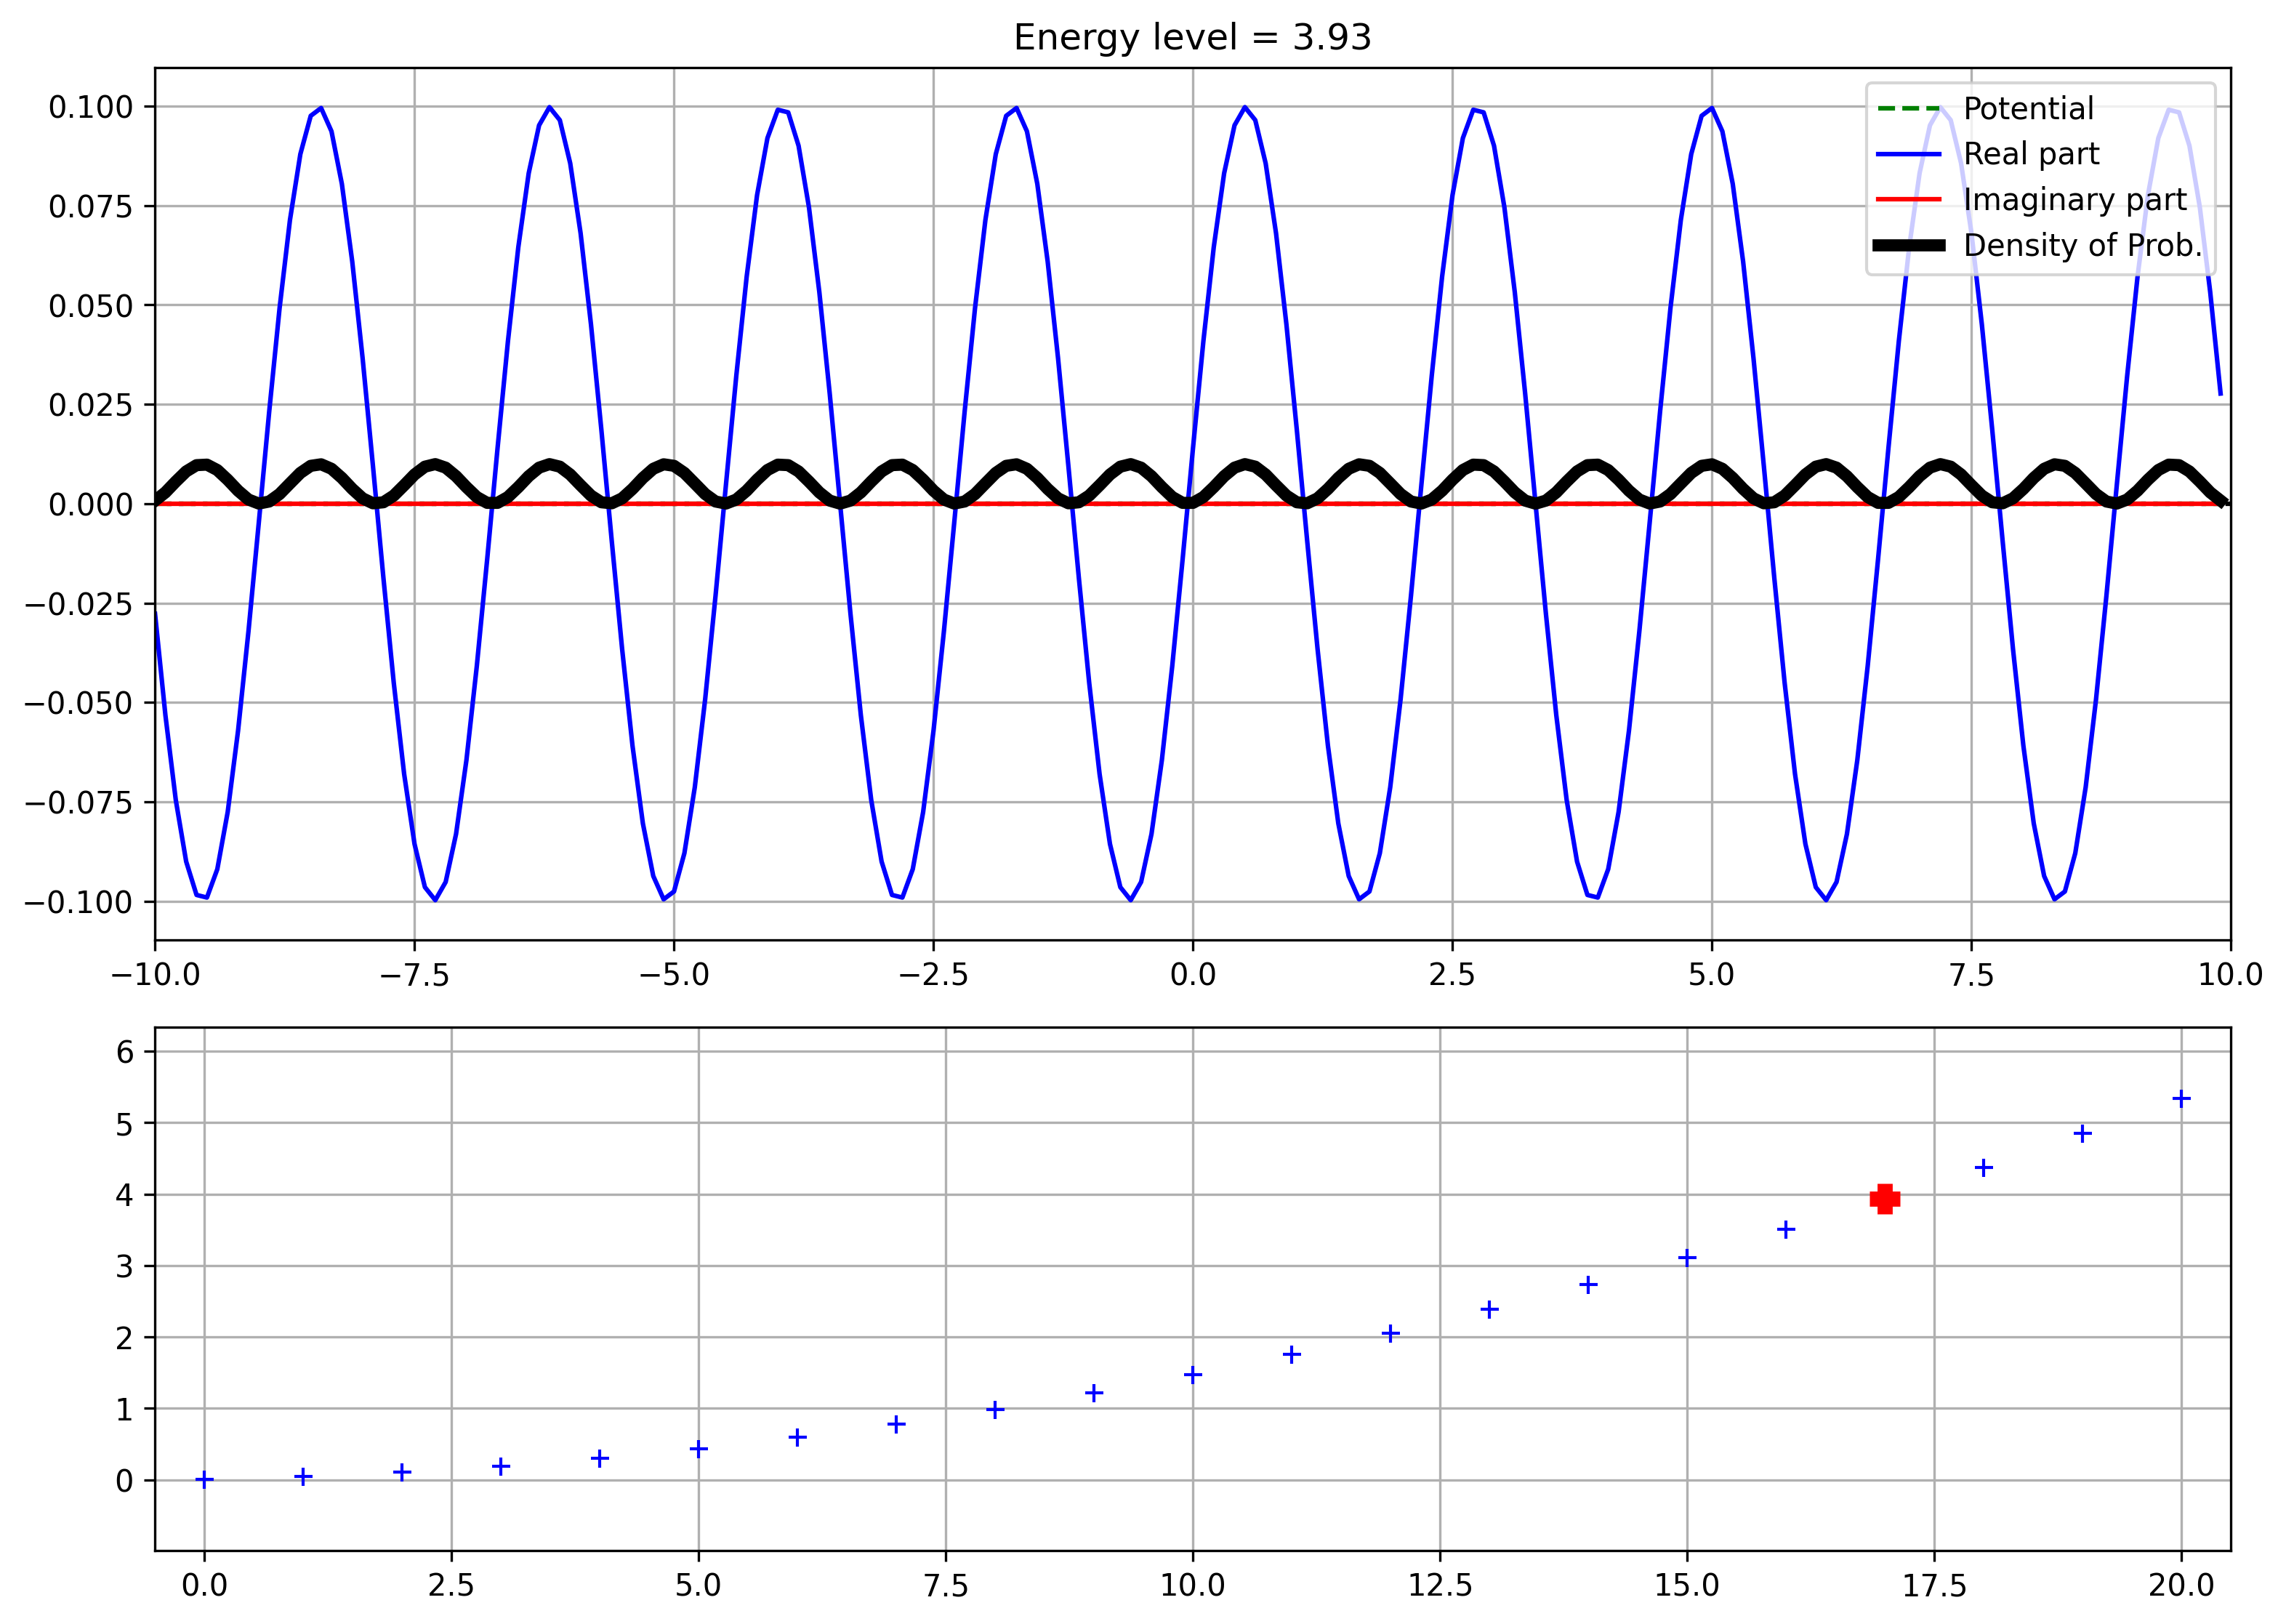 Energy level = 3.93
0.100
0.075
0.050
0.025
0.000
−0.025
−0.050
−0.075
−0.100
Potential
Real part
Imaginary part
Density of Prob.
−10.0 −7.5 −5.0 −2.5 0.0 2.5 5.0 7.5 10.0
6
5
4
3
2
1
0
0.0 2.5 5.0 7.5 10.0 12.5 15.0 17.5 20.0